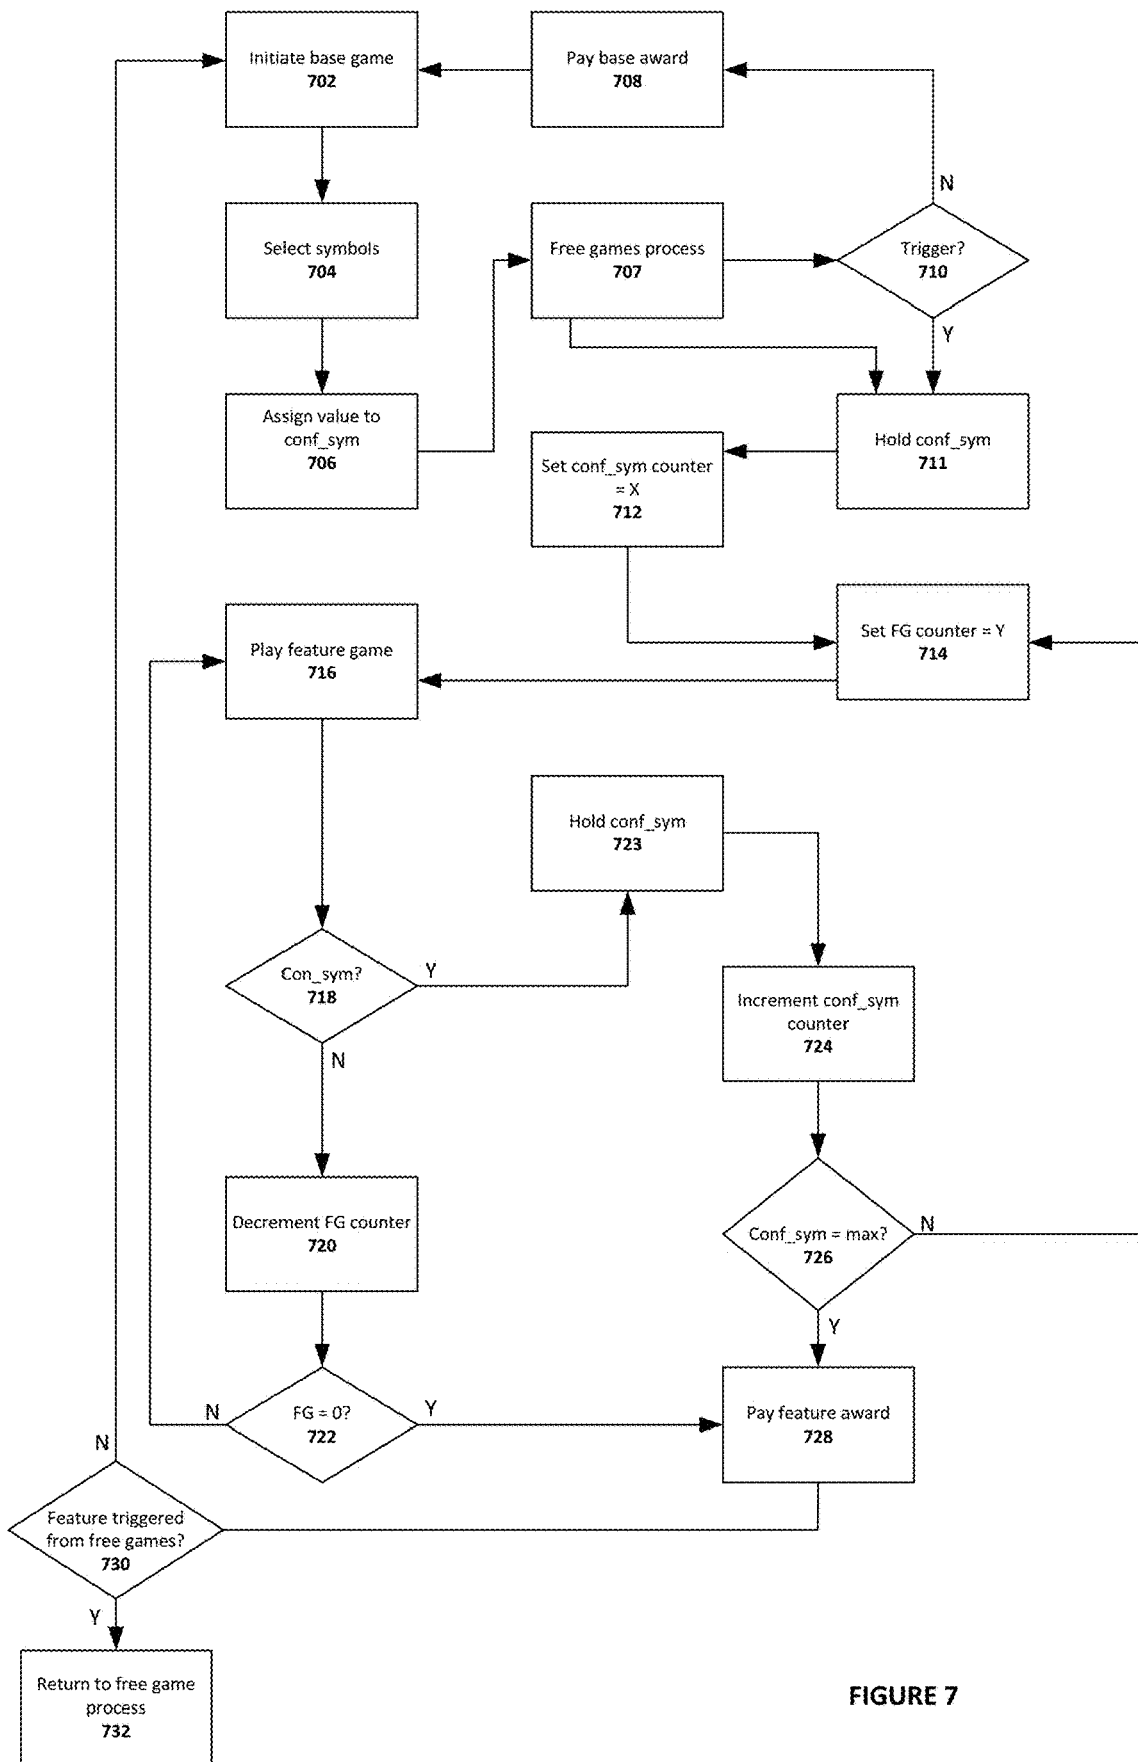 Initiate base game
702
Pay base award
708
N
Select symbols
704
Free games process
707
Trigger?
710
Y
Assign value to
conf_sym
706
Hold conf_sym
711
Set conf_sym counter
= X
712
Set FG counter = Y
714
Play feature game
716
Hold conf_sym
723
Con_sym?
718
Y
N
Increment conf_sym
counter
724
Decrement FG counter
720
Conf_sym = max?
726
N
Y
N
FG = 0?
722
Y
Pay feature award
728
N
Feature triggered
from free games?
730
Y
Return to free game
process
732
FIGURE 7